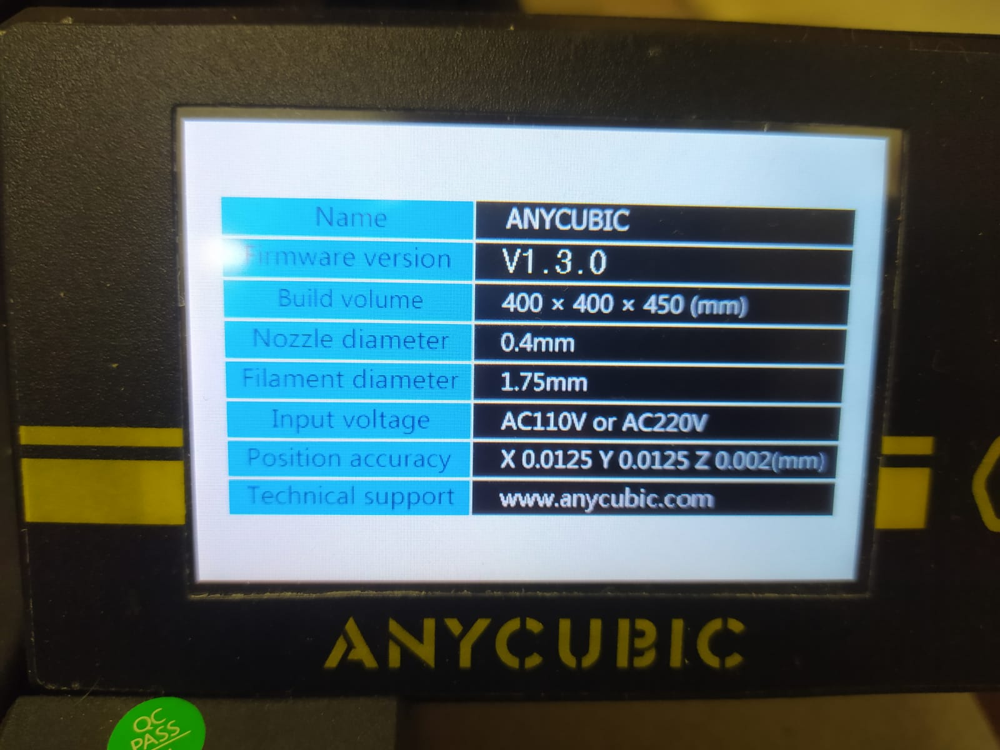 Name ANYCUBIC
Firmware version V1.3.0
Build volume 400 × 400 × 450 (mm)
Nozzle diameter 0.4mm
Filament diameter 1.75mm
Input voltage AC110V or AC220V
Position accuracy X 0.0125 Y 0.0125 Z 0.002(mm)
Technical support www.anycubic.com
ANYCUBIC
QC
PASS